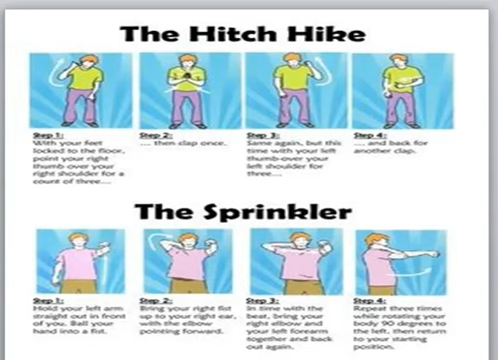 The Hitch Hike
Step 1:
With your feet
locked to the floor,
point your right
thumb over your
right shoulder for a
count of three....
Step 2:
.... then clap once.
Step 3:
Same again, but this
time with your left
thumb over your
left shoulder for
three....
Step 4:
.... and back for
another clap.
The Sprinkler
Step 1:
Hold your left arm
straight out in front
of you. Ball your
hand into a fist.
Step 2:
Bring your right fist
up to your right ear,
with the elbow
pointing forward.
Step 3:
In time with the
beat, bring your
right elbow and
your left forearm
together and back
out again.
Step 4:
Repeat three times
while rotating your
body 90 degrees to
the left, then return
to your starting
position.